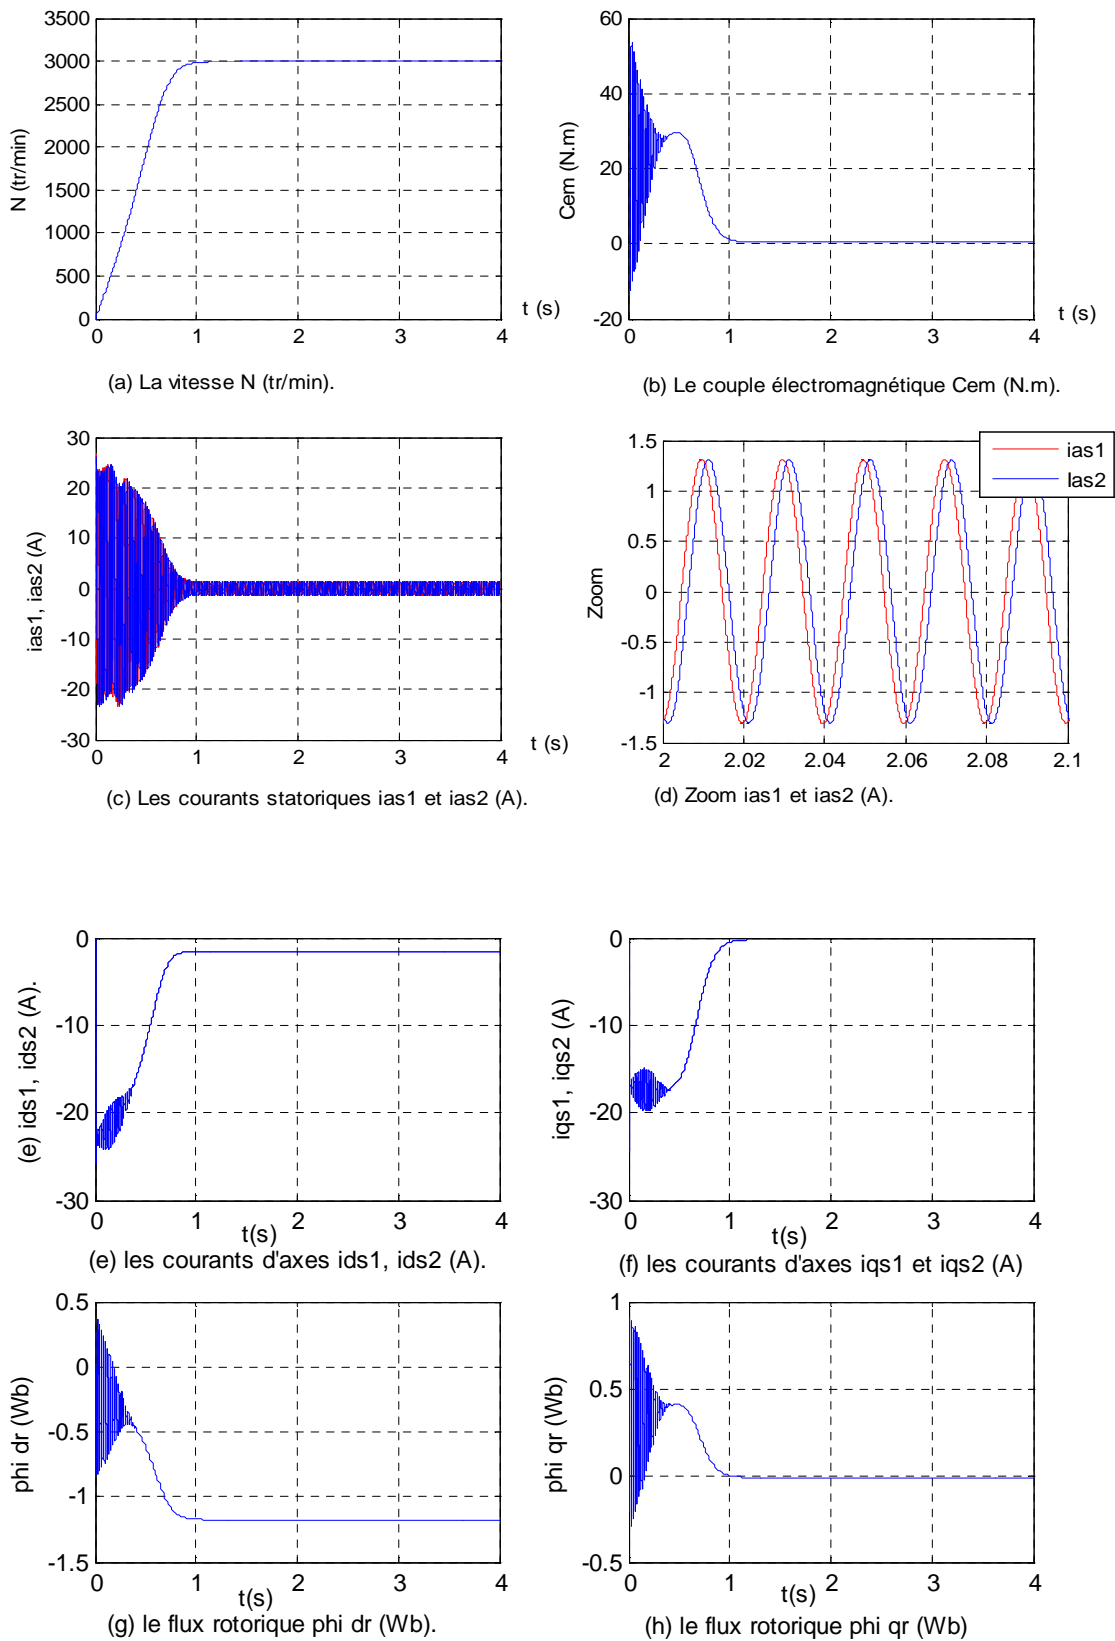 3500
3000
2500
2000
1500
1000
500
0
N (tr/min)
0 1 2 3 4
t (s)
(a) La vitesse N (tr/min).
60
40
20
0
-20
Cem (N.m)
0 1 2 3 4
t (s)
(b) Le couple électromagnétique Cem (N.m).
30
20
10
0
-10
-20
-30
ias1, ias2 (A)
0 1 2 3 4
t (s)
(c) Les courants statoriques ias1 et ias2 (A).
1.5
1
0.5
0
-0.5
-1
-1.5
Zoom
ias1
Ias2
2 2.02 2.04 2.06 2.08 2.1
(d) Zoom ias1 et ias2 (A).
0
-10
-20
-30
(e) ids1, ids2 (A).
0 1 2 3 4
t(s)
(e) les courants d'axes ids1, ids2 (A).
0
-10
-20
-30
iqs1, iqs2 (A)
0 1 2 3 4
t(s)
(f) les courants d'axes iqs1 et iqs2 (A)
0.5
0
-0.5
-1
-1.5
phi dr (Wb)
0 1 2 3 4
t(s)
(g) le flux rotorique phi dr (Wb).
1
0.5
0
-0.5
phi qr (Wb)
0 1 2 3 4
t(s)
(h) le flux rotorique phi qr (Wb)